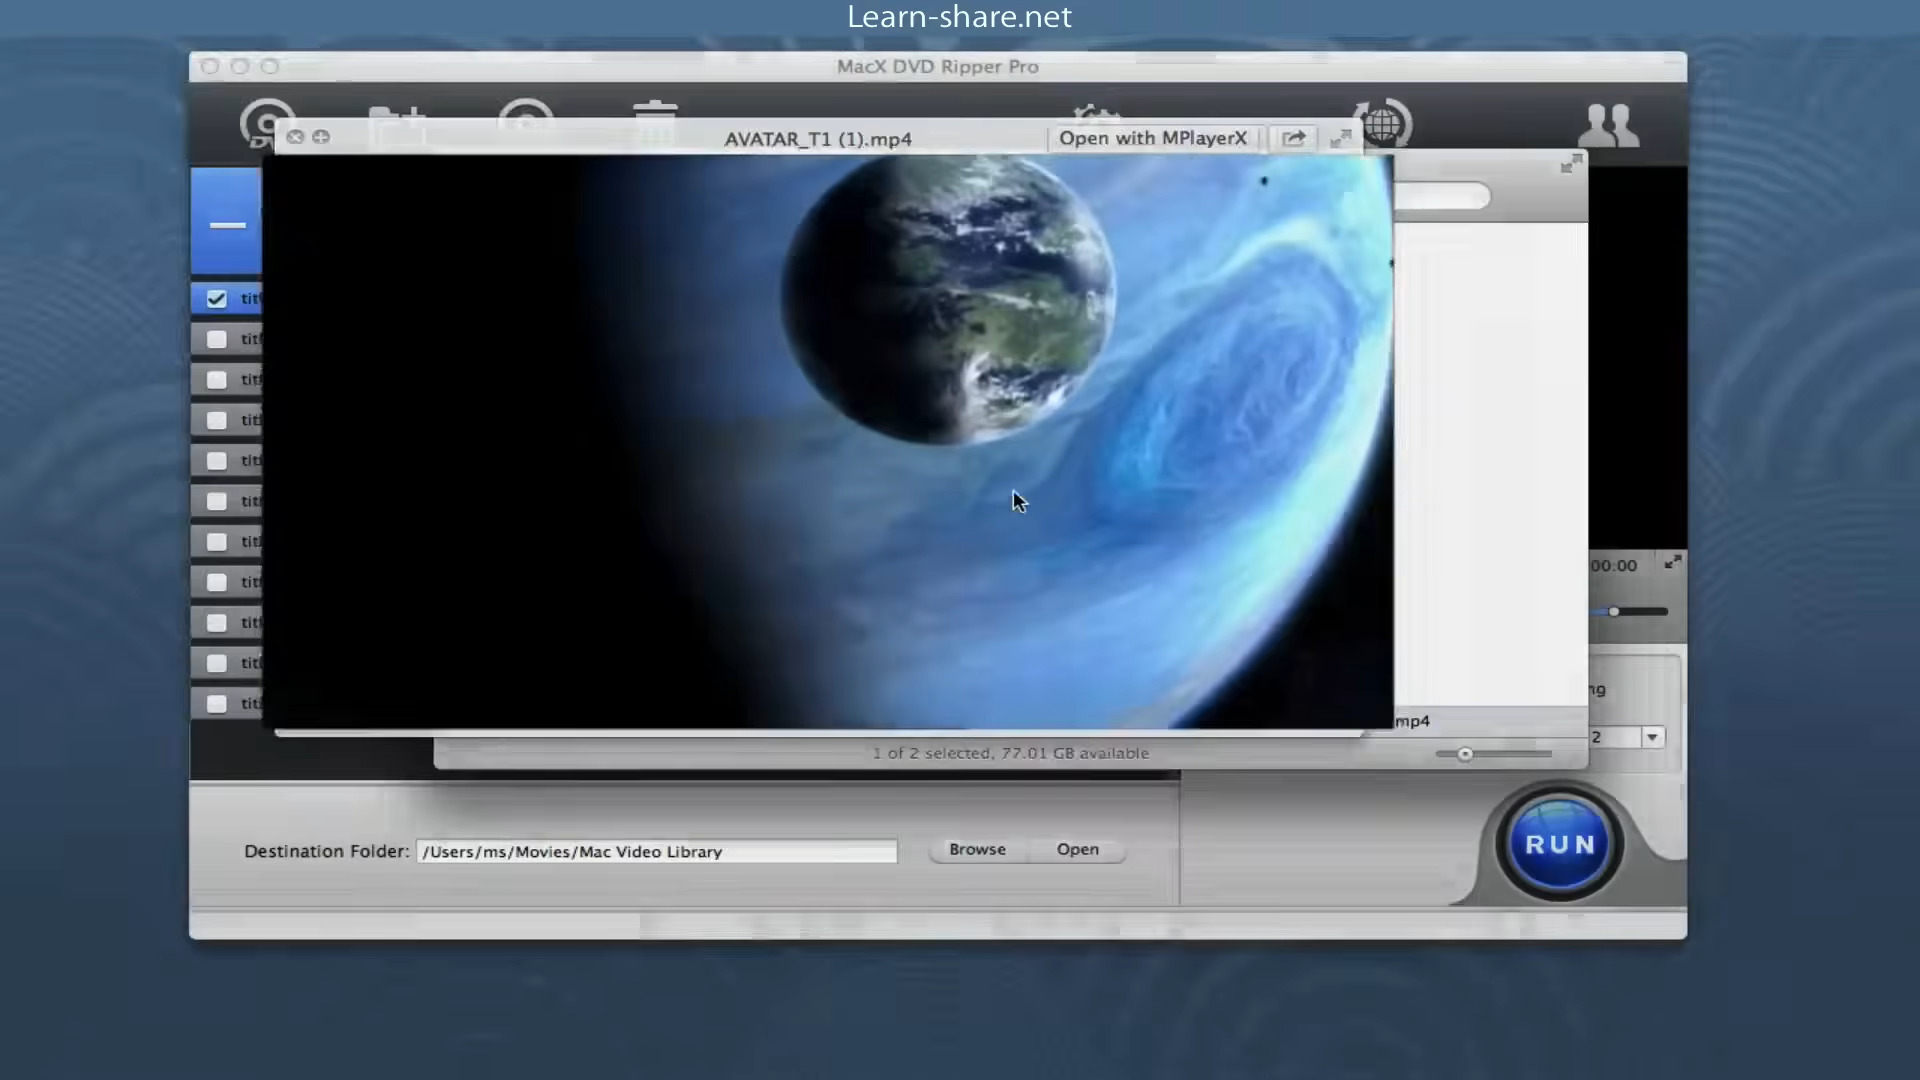 Learn-share.net
MacX DVD Ripper Pro
AVATAR_T1 (1).mp4
Open with MPlayerX
00:00
mp4
2
1 of 2 selected, 77.01 GB available
Destination Folder:
/Users/ms/Movies/Mac Video Library
Browse
Open
RUN